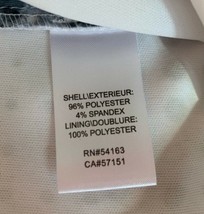 SHELL\EXTERIEUR:
96% POLYESTER
4% SPANDEX
LINING\DOUBLURE:
100% POLYESTER
RN#54163
CA#57151